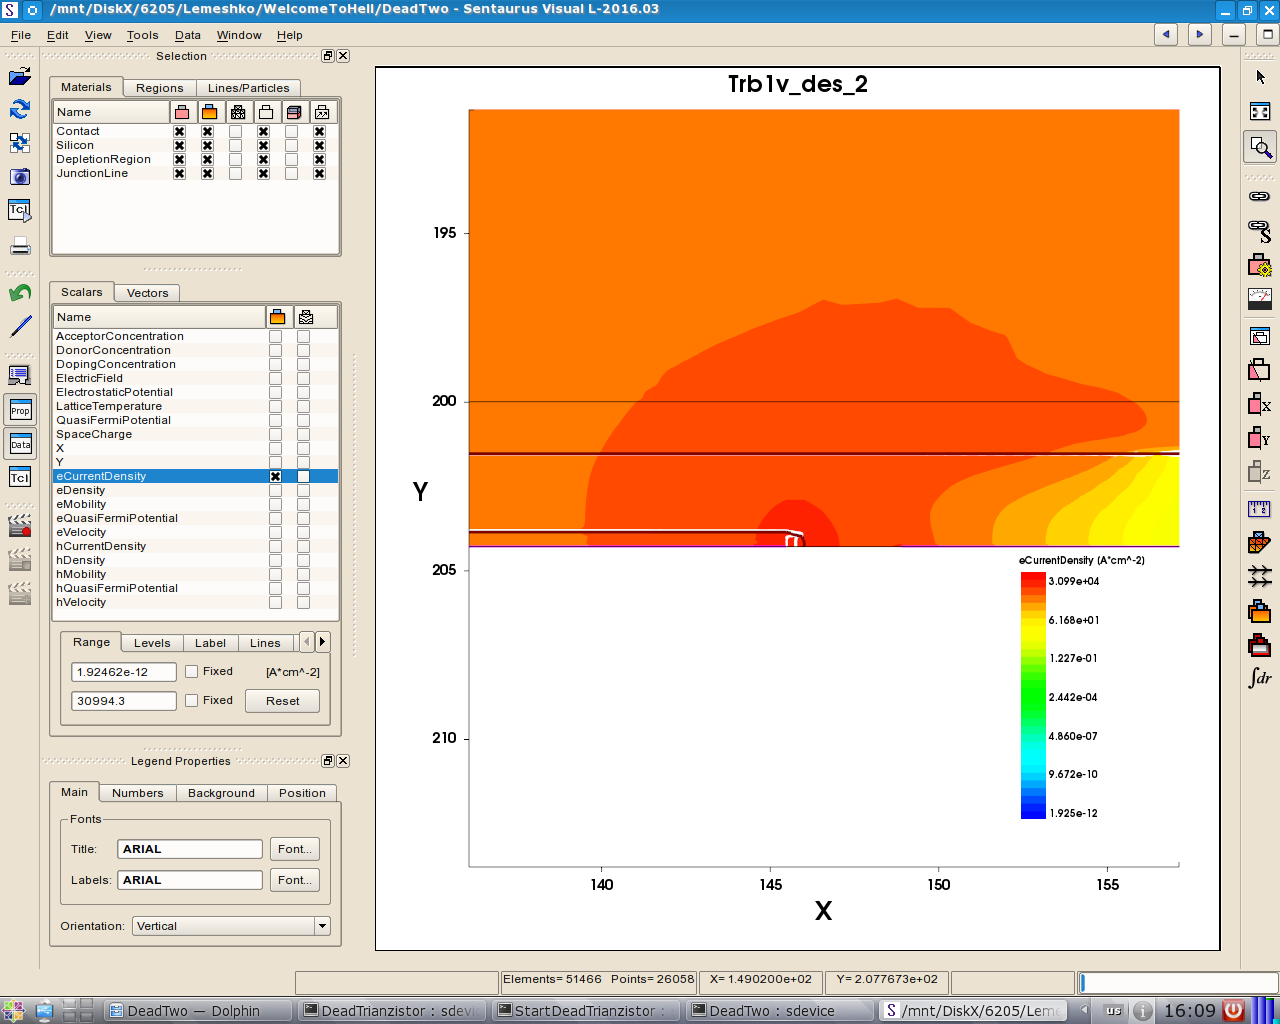 /mnt/DiskX/6205/Lemeshko/WelcomeToHell/DeadTwo - Sentaurus Visual L-2016.03
File Edit View Tools Data Window Help
Selection
Materials Regions Lines/Particles
Name
Contact
Silicon
DepletionRegion
JunctionLine
Scalars Vectors
Name
AcceptorConcentration
DonorConcentration
DopingConcentration
ElectricField
ElectrostaticPotential
LatticeTemperature
QuasiFermiPotential
SpaceCharge
X
Y
eCurrentDensity
eDensity
eMobility
eQuasiFermiPotential
eVelocity
hCurrentDensity
hDensity
hMobility
hQuasiFermiPotential
hVelocity
Range Levels Label Lines
1.92462e-12 Fixed [A*cm^-2]
30994.3 Fixed Reset
Legend Properties
Main Numbers Background Position
Fonts
Title: ARIAL Font...
Labels: ARIAL Font...
Orientation: Vertical
Tcl
Prop
Data
Tcl
Trb1v_des_2
195
200
205
210
Y
140 145 150 155
X
eCurrentDensity (A*cm^-2)
3.099e+04
6.168e+01
1.227e-01
2.442e-04
4.860e-07
9.672e-10
1.925e-12
S
X
Y
Z
1 2
∫dr
Elements= 51466 Points= 26058 X= 1.490200e+02 Y= 2.077673e+02
DeadTwo — Dolphin
DeadTrianzistor : sdevi
StartDeadTrianzistor :
DeadTwo : sdevice
/mnt/DiskX/6205/Leme
us
16:09